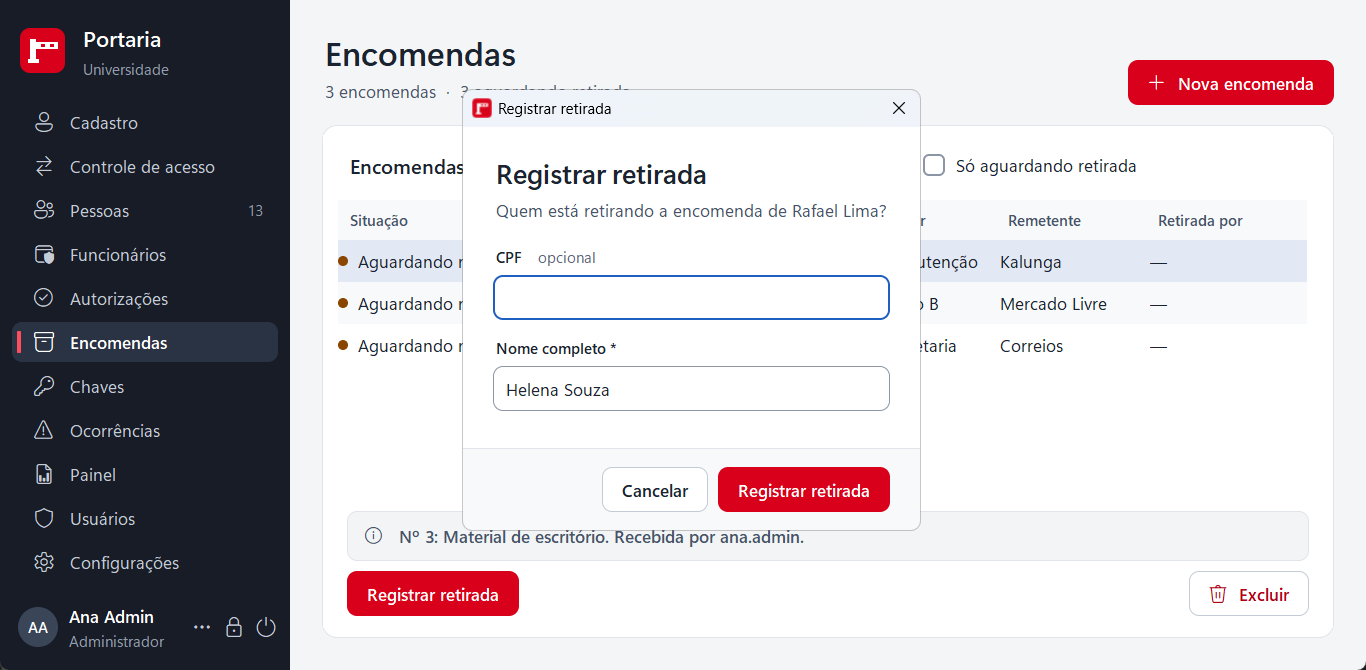 Portaria
Universidade
Cadastro
Controle de acesso
Pessoas 13
Funcionários
Autorizações
Encomendas
Chaves
Ocorrências
Painel
Usuários
Configurações
AA
Ana Admin
Administrador
Encomendas
3 encomendas ·
Nova encomenda
Encomendas
Só aguardando retirada
Situação Remetente Retirada por
Aguardando Kalunga —
Aguardando Mercado Livre —
Aguardando Correios —
Registrar retirada
Registrar retirada
Quem está retirando a encomenda de Rafael Lima?
CPF opcional
Nome completo *
Helena Souza
Cancelar Registrar retirada
Nº 3: Material de escritório. Recebida por ana.admin.
Registrar retirada Excluir